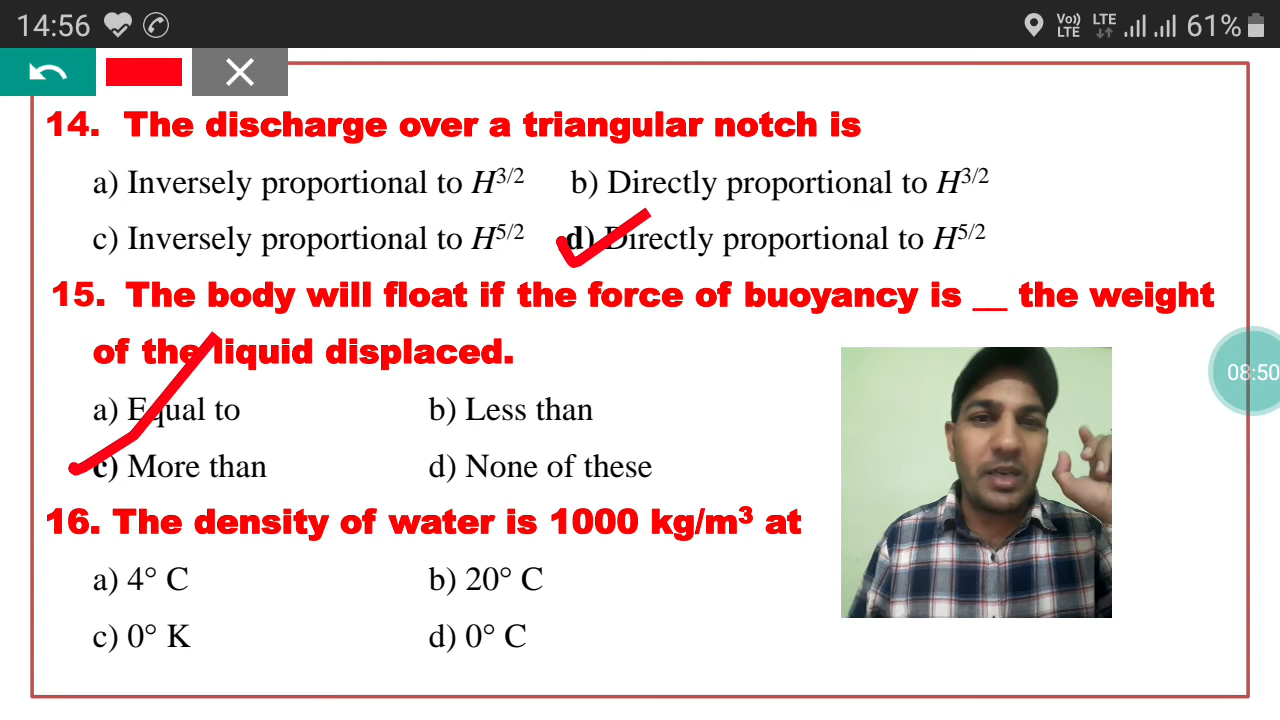 14:56 Vo)) LTE LTE 61%
14. The discharge over a triangular notch is
a) Inversely proportional to H3/2 b) Directly proportional to H3/2
c) Inversely proportional to H5/2 d) Directly proportional to H5/2
15. The body will float if the force of buoyancy is __ the weight
of the liquid displaced.
08:50
a) Equal to b) Less than
c) More than d) None of these
16. The density of water is 1000 kg/m³ at
a) 4° C b) 20° C
c) 0° K d) 0° C